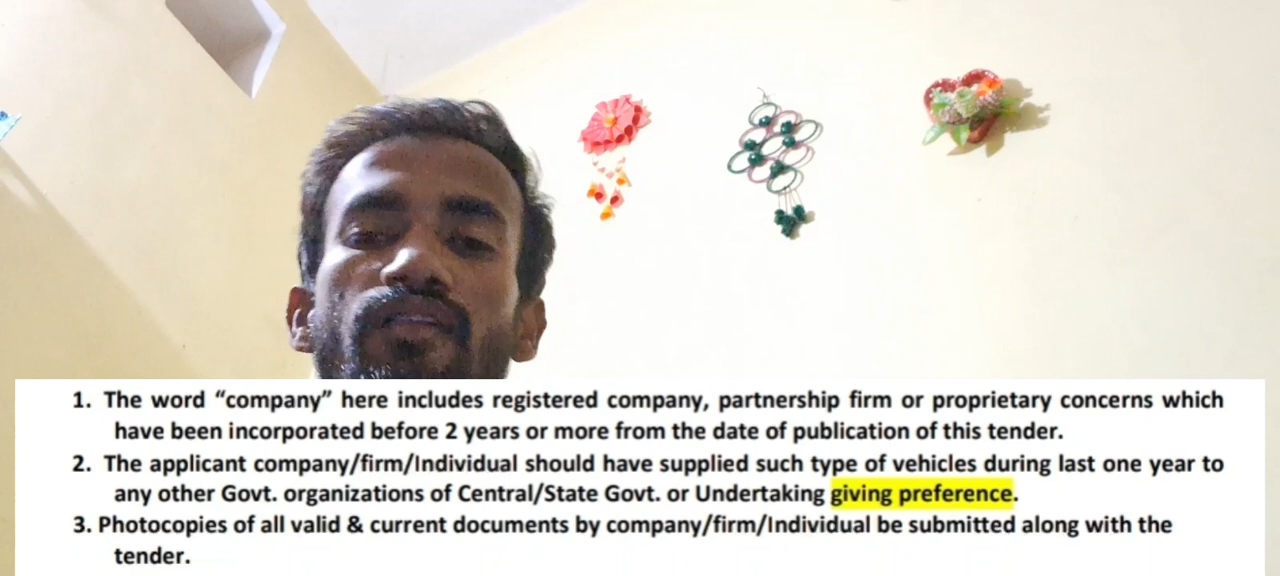 1. The word “company” here includes registered company, partnership firm or proprietary concerns which
have been incorporated before 2 years or more from the date of publication of this tender.
2. The applicant company/firm/Individual should have supplied such type of vehicles during last one year to
any other Govt. organizations of Central/State Govt. or Undertaking giving preference.
3. Photocopies of all valid & current documents by company/firm/Individual be submitted along with the
tender.